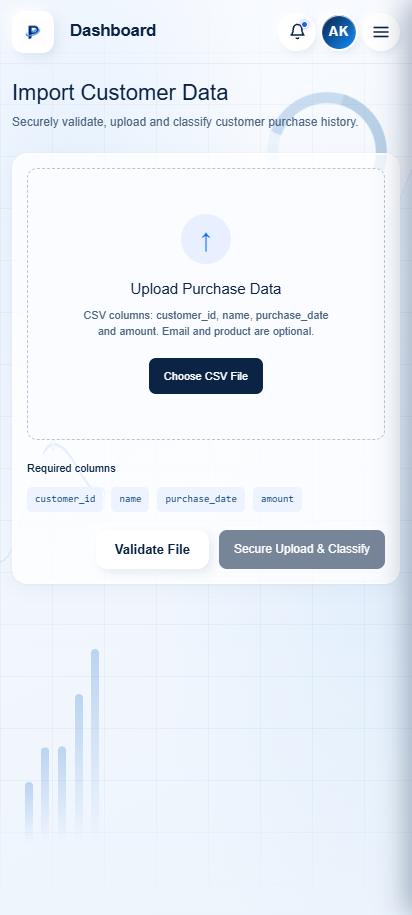 P
Dashboard
AK
Import Customer Data
Securely validate, upload and classify customer purchase history.
↑
Upload Purchase Data
CSV columns: customer_id, name, purchase_date
and amount. Email and product are optional.
Choose CSV File
Required columns
customer_id name purchase_date amount
Validate File Secure Upload & Classify